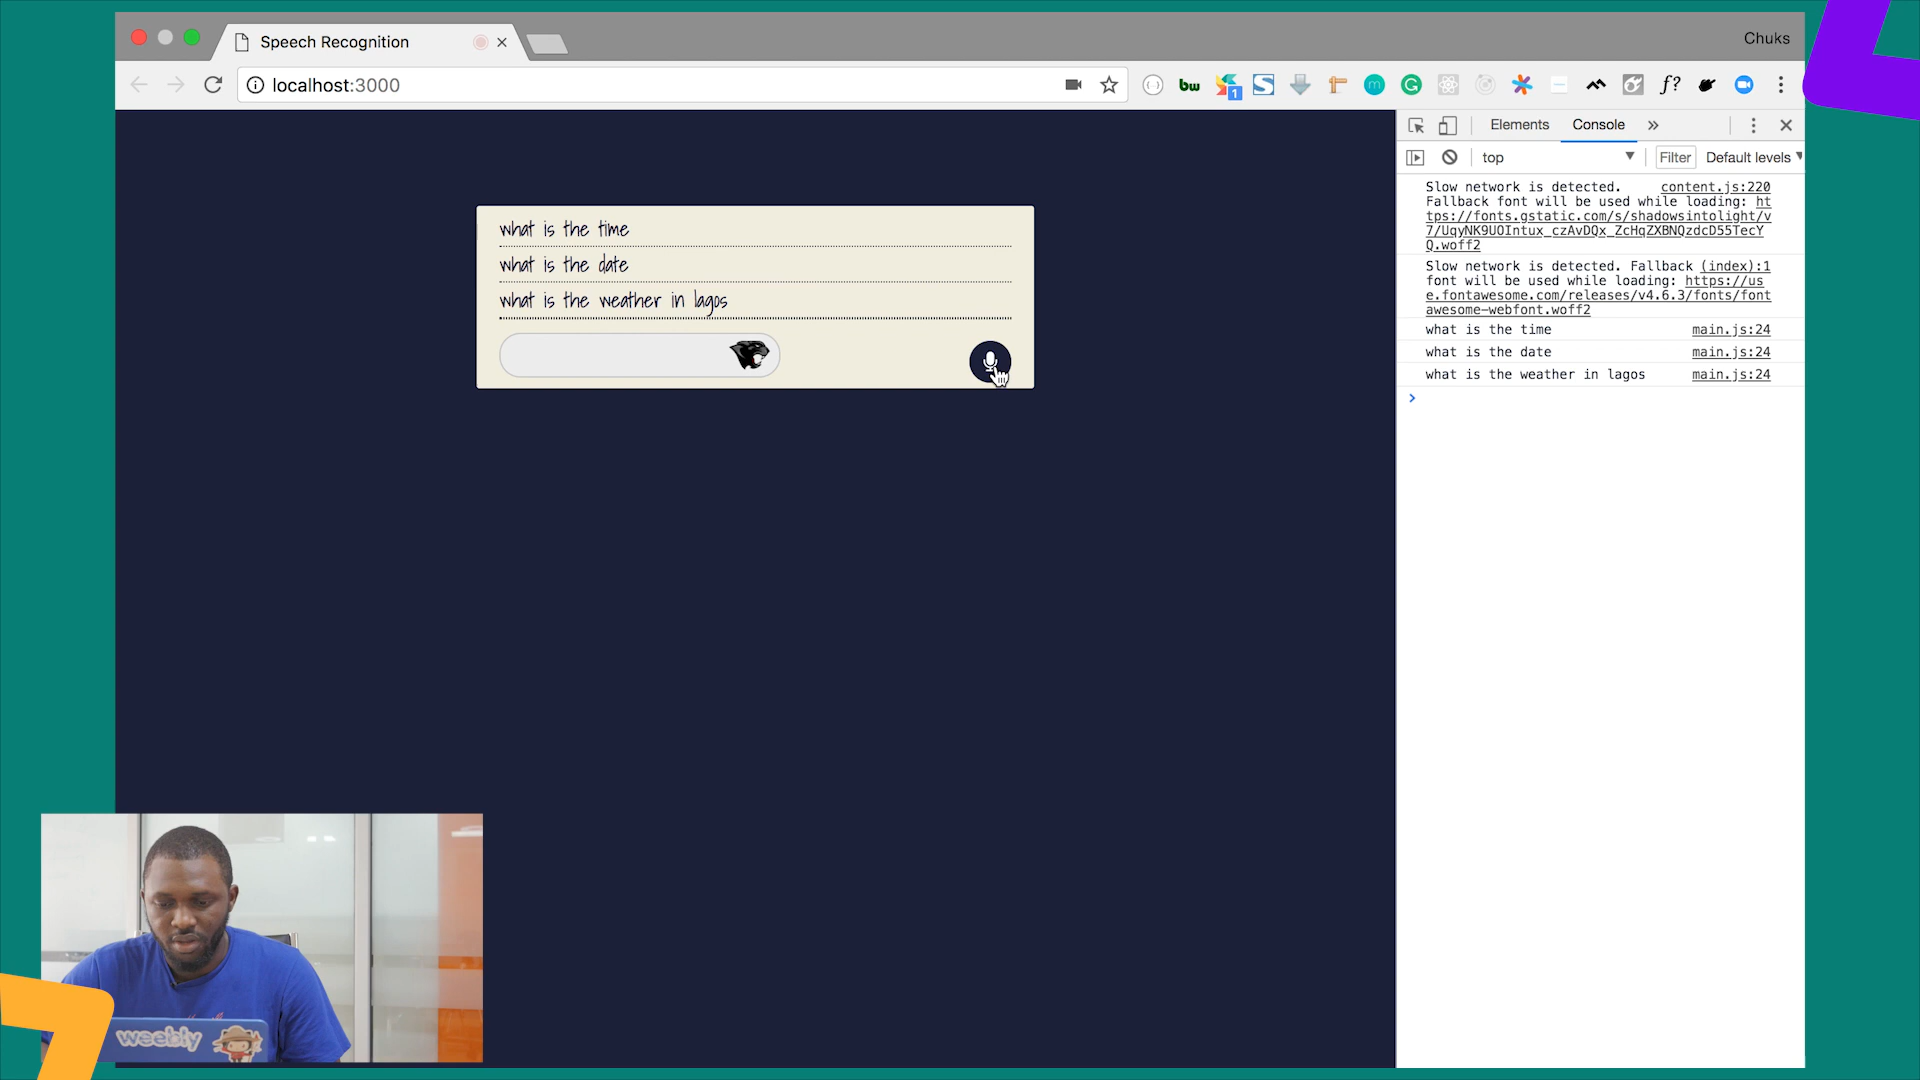 Speech Recognition
Chuks
localhost:3000
bw
1
S
m
G
f?
Elements
Console
»
top
Filter
Default levels
Slow network is detected. content.js:220
Fallback font will be used while loading: ht
tps://fonts.gstatic.com/s/shadowsintolight/v
7/UqyNK9UOIntux_czAvDQx_ZcHqZXBNQzdcD55TecY
Q.woff2
Slow network is detected. Fallback (index):1
font will be used while loading: https://us
e.fontawesome.com/releases/v4.6.3/fonts/font
awesome-webfont.woff2
what is the time main.js:24
what is the date main.js:24
what is the weather in lagos main.js:24
what is the time
what is the date
what is the weather in lagos
weebly